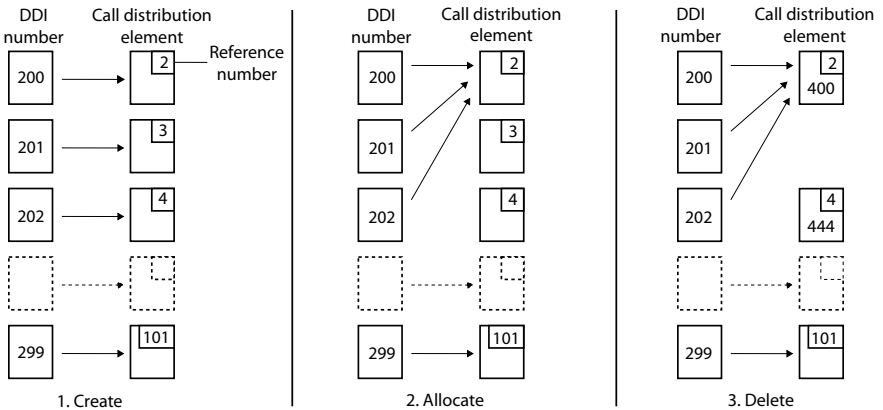 DDI
number
Call distribution
element
Reference
number
200
2
201
3
202
4
299
101
1. Create
DDI
number
Call distribution
element
200
2
201
3
202
4
299
101
2. Allocate
DDI
number
Call distribution
element
200
2
400
201
202
4
444
299
101
3. Delete